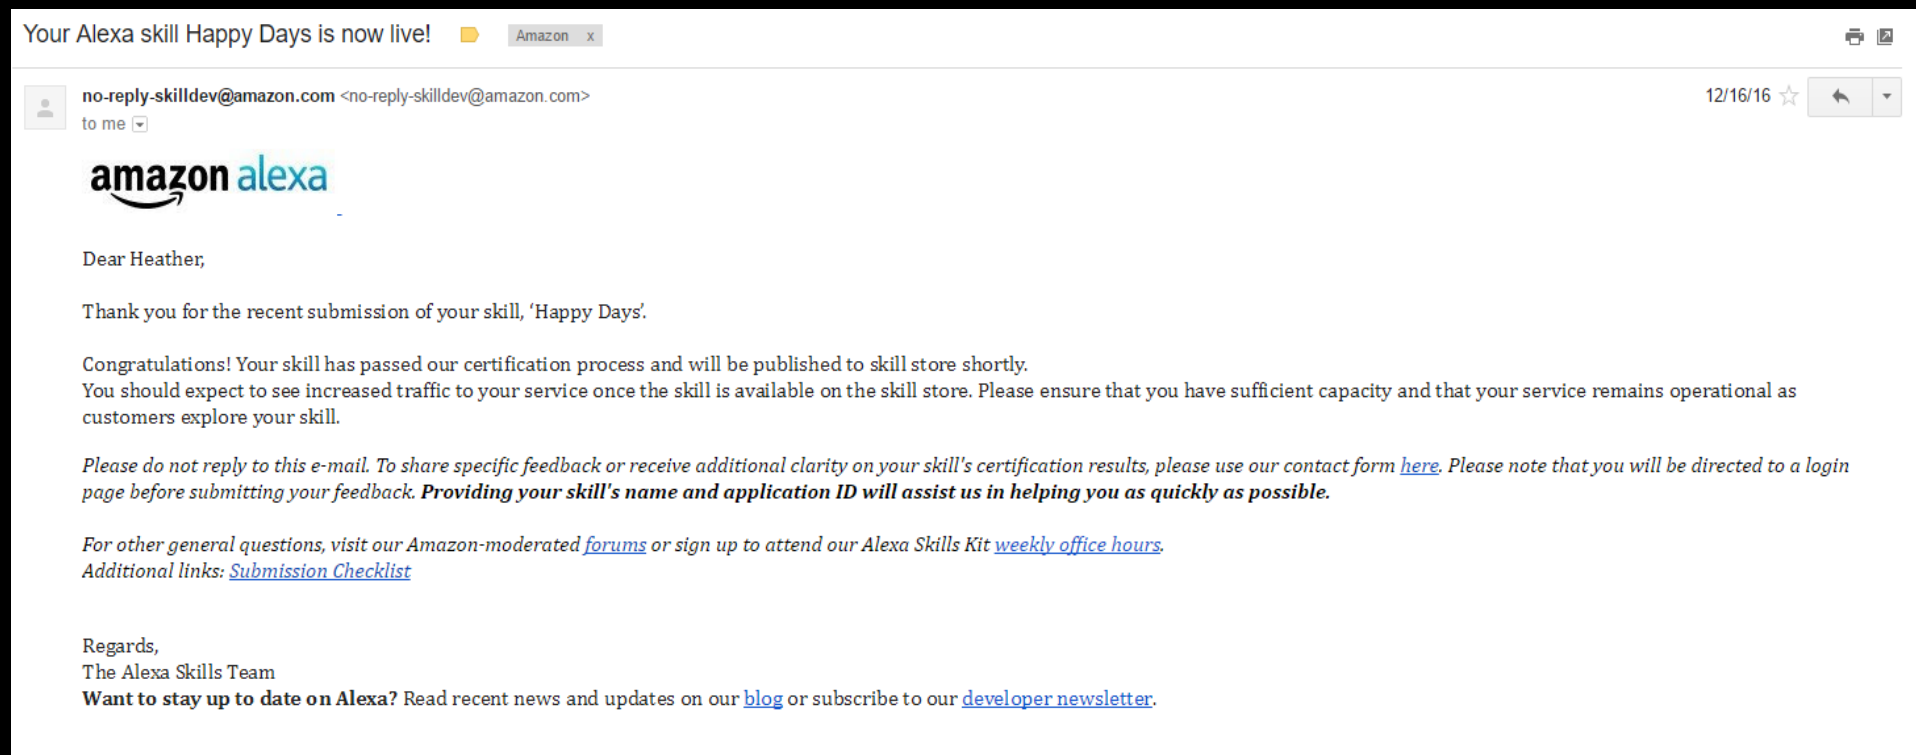 Your Alexa skill Happy Days is now live!
Amazon x
no-reply-skilldev@amazon.com <no-reply-skilldev@amazon.com>
12/16/16
to me
amazon alexa
Dear Heather,
Thank you for the recent submission of your skill, ‘Happy Days’.
Congratulations! Your skill has passed our certification process and will be published to skill store shortly.
You should expect to see increased traffic to your service once the skill is available on the skill store. Please ensure that you have sufficient capacity and that your service remains operational as
customers explore your skill.
Please do not reply to this e-mail. To share specific feedback or receive additional clarity on your skill's certification results, please use our contact form here. Please note that you will be directed to a login
page before submitting your feedback. Providing your skill's name and application ID will assist us in helping you as quickly as possible.
For other general questions, visit our Amazon-moderated forums or sign up to attend our Alexa Skills Kit weekly office hours.
Additional links: Submission Checklist
Regards,
The Alexa Skills Team
Want to stay up to date on Alexa? Read recent news and updates on our blog or subscribe to our developer newsletter.